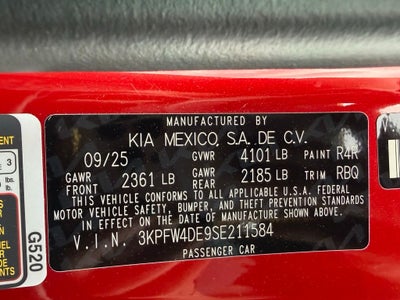 MANUFACTURED BY
KIA MEXICO, S.A. DE C.V.
09/25 GVWR 4101 LB PAINT R4R
GAWR FRONT 2361 LB GAWR REAR 2185 LB TRIM RBQ
THIS VEHICLE CONFORMS TO ALL APPLICABLE U.S. FEDERAL
MOTOR VEHICLE SAFETY, BUMPER, AND THEFT PREVENTION STANDARDS
IN EFFECT ON THE DATE OF MANUFACTURE SHOWN ABOVE.
V.I.N. 3KPFW4DE9SE211584
PASSENGER CAR
G520
3